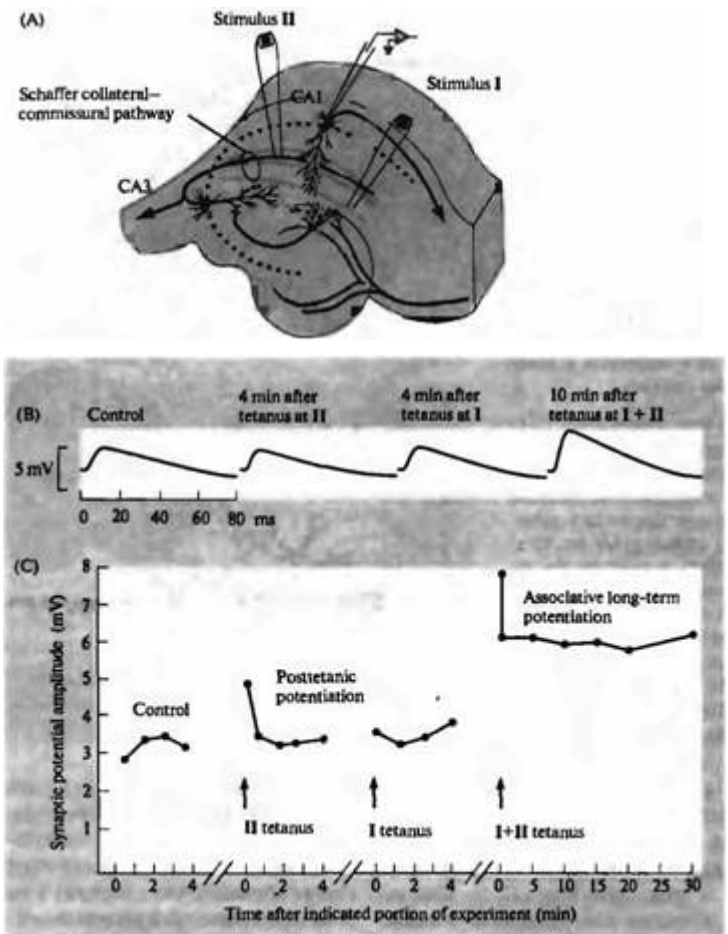 (A)
Stimulus II
Stimulus I
Schaffer collateral–
commissural pathway
CA1
CA3
(B)
Control
4 min after
tetanus at II
4 min after
tetanus at I
10 min after
tetanus at I + II
5 mV
0 20 40 60 80 ms
(C)
Synaptic potential amplitude (mV)
8
7
6
5
4
3
2
1
Control
Posttetanic
potentiation
Associative long-term
potentiation
II tetanus
I tetanus
I+II tetanus
0 2 4 0 2 4 0 2 4 0 5 10 15 20 25 30
Time after indicated portion of experiment (min)